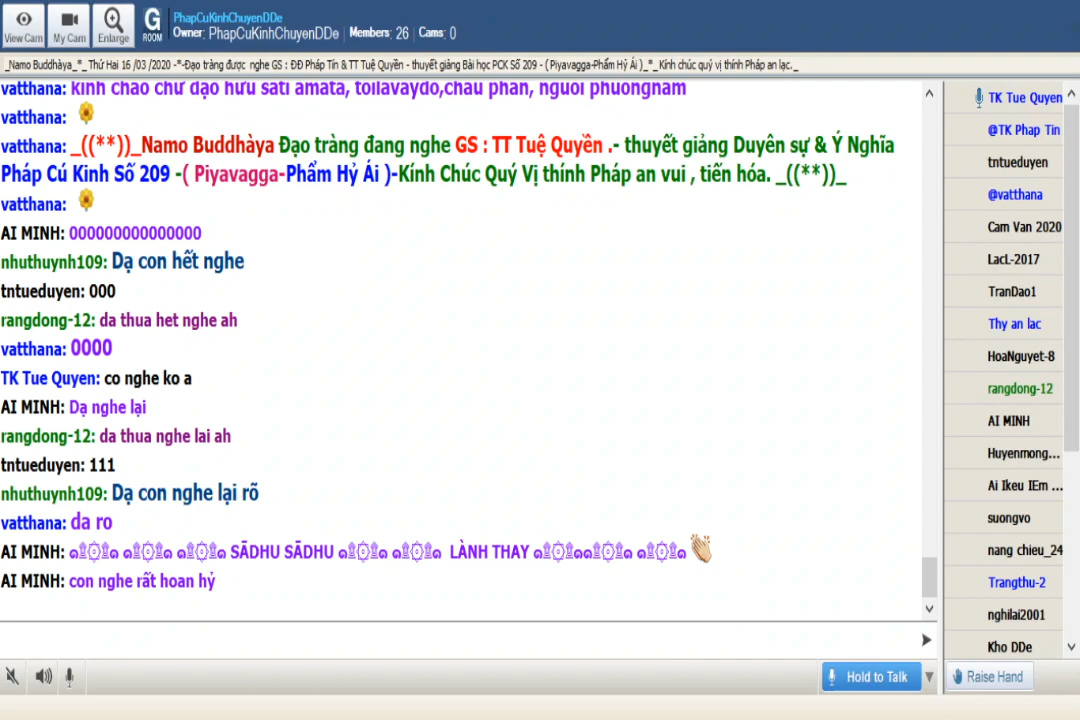 PhapCuKinhChuyenDDe
Owner: PhapCuKinhChuyenDDe Members: 26 Cams: 0
View Cam My Cam Enlarge G ROOM
_Namo Buddhàya_*_ Thứ Hai 16 /03 /2020 -*-Đạo tràng được nghe GS : ĐĐ Pháp Tín & TT Tuệ Quyền - thuyết giảng Bài học PCK Số 209 - ( Piyavagga-Phẩm Hỷ Ái )_*_ Kính chúc quý vị thính Pháp an lạc._
vatthana: kinh chao chư đạo hưu sati amata, toilavaydo,chau phan, nguoi phuongnam
vatthana:
vatthana: _((**))_Namo Buddhàya Đạo tràng đang nghe GS : TT Tuệ Quyền .- thuyết giảng Duyên sự & Ý Nghĩa
Pháp Cú Kinh Số 209 -( Piyavagga-Phẩm Hỷ Ái )-Kính Chúc Quý Vị thính Pháp an vui , tiến hóa. _((**))_
vatthana:
AI MINH: 000000000000000
nhuthuynh109: Dạ con hết nghe
tntueduyen: 000
rangdong-12: da thua het nghe ah
vatthana: 0000
TK Tue Quyen: co nghe ko a
AI MINH: Dạ nghe lại
rangdong-12: da thua nghe lai ah
tntueduyen: 111
nhuthuynh109: Dạ con nghe lại rõ
vatthana: da ro
AI MINH: SĀDHU SĀDHU LÀNH THAY
AI MINH: con nghe rất hoan hỷ
TK Tue Quyen
@TK Phap Tin
tntueduyen
@vatthana
Cam Van 2020
LacL-2017
TranDao1
Thy an lac
HoaNguyet-8
rangdong-12
AI MINH
Huyenmong...
Ai Ikeu IEm ...
suongvo
nang chieu_24
Trangthu-2
nghilai2001
Kho DDe
Hold to Talk
Raise Hand